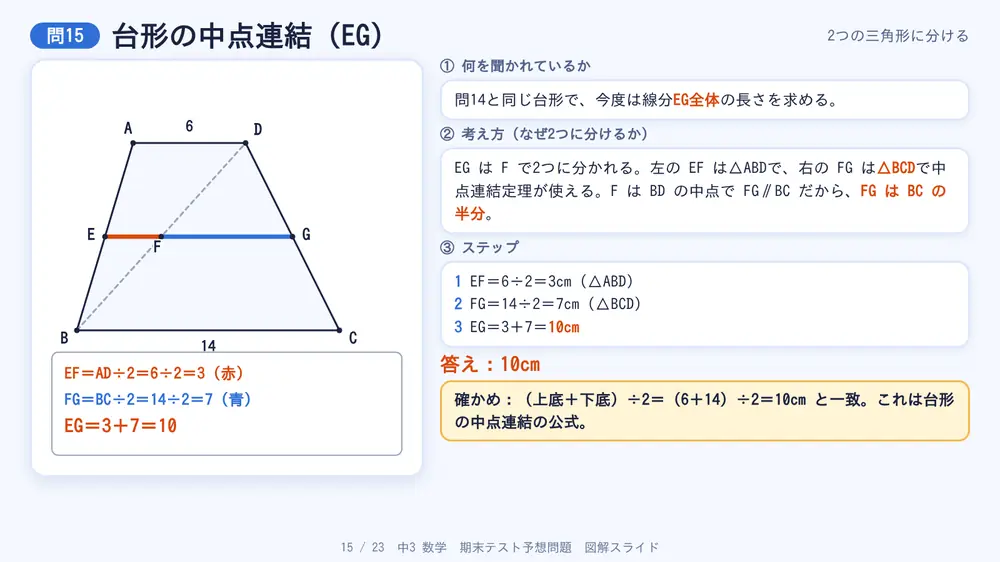 問15 台形の中点連結（EG）
2つの三角形に分ける
A
6
D
E
F
G
B
C
14
EF＝AD÷2＝6÷2＝3（赤）
FG＝BC÷2＝14÷2＝7（青）
EG＝3＋7＝10
① 何を聞かれているか
問14と同じ台形で、今度は線分EG全体の長さを求める。
② 考え方（なぜ2つに分けるか）
EG は F で2つに分かれる。左の EF は△ABDで、右の FG は△BCDで中
点連結定理が使える。F は BD の中点で FG∥BC だから、FG は BC の
半分。
③ ステップ
1 EF＝6÷2＝3cm（△ABD）
2 FG＝14÷2＝7cm（△BCD）
3 EG＝3＋7＝10cm
答え：10cm
確かめ：（上底＋下底）÷2＝（6＋14）÷2＝10cm と一致。これは台形
の中点連結の公式。
15 / 23 中3 数学 期末テスト予想問題 図解スライド